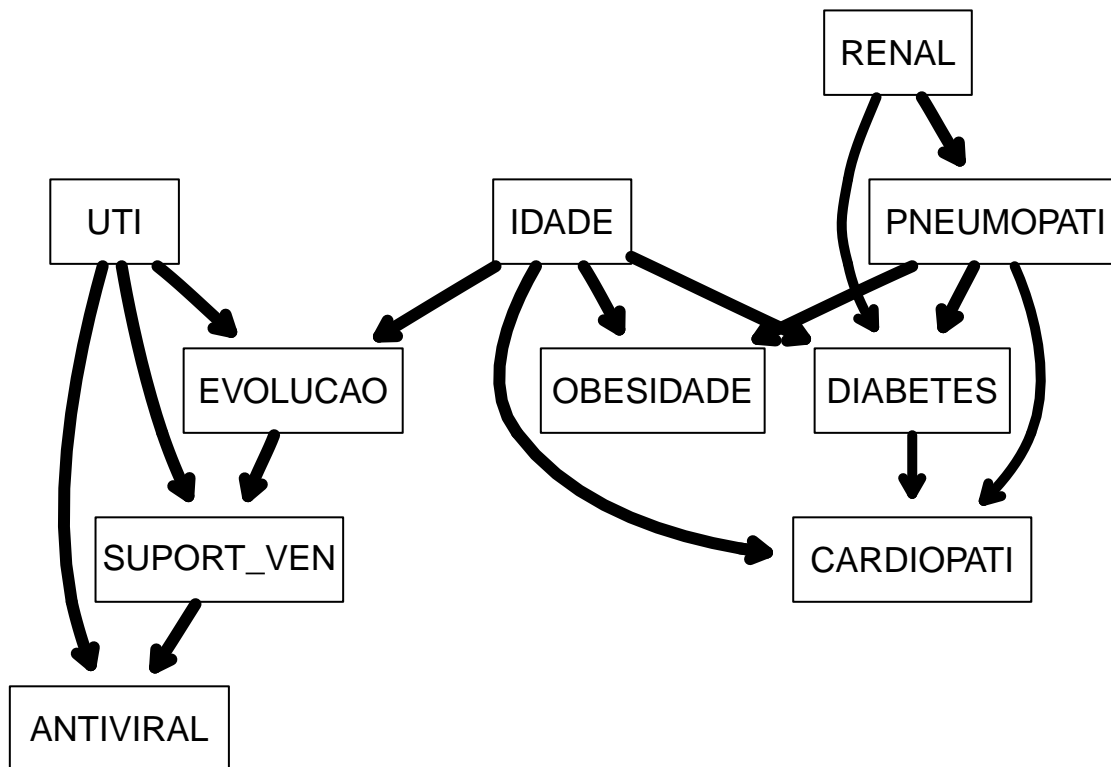 RENAL
UTI
IDADE
PNEUMOPATI
EVOLUCAO
OBESIDADE
DIABETES
SUPORT_VEN
CARDIOPATI
ANTIVIRAL